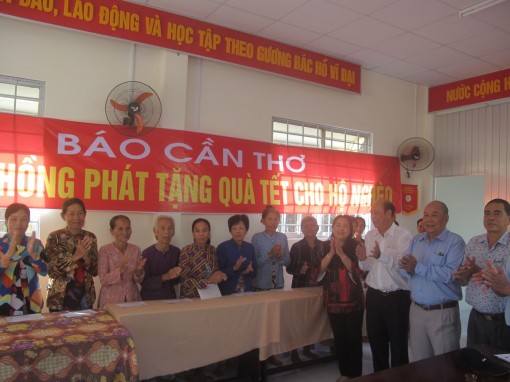 ĐẤU, LAO ĐỘNG VÀ HỌC TẬP THEO GƯƠNG BÁC HỒ VĨ ĐẠI
NƯỚC CỘNG H
BÁO CẦN THƠ
HỒNG PHÁT TẶNG QUÀ TẾT CHO HỘ NGHÈO